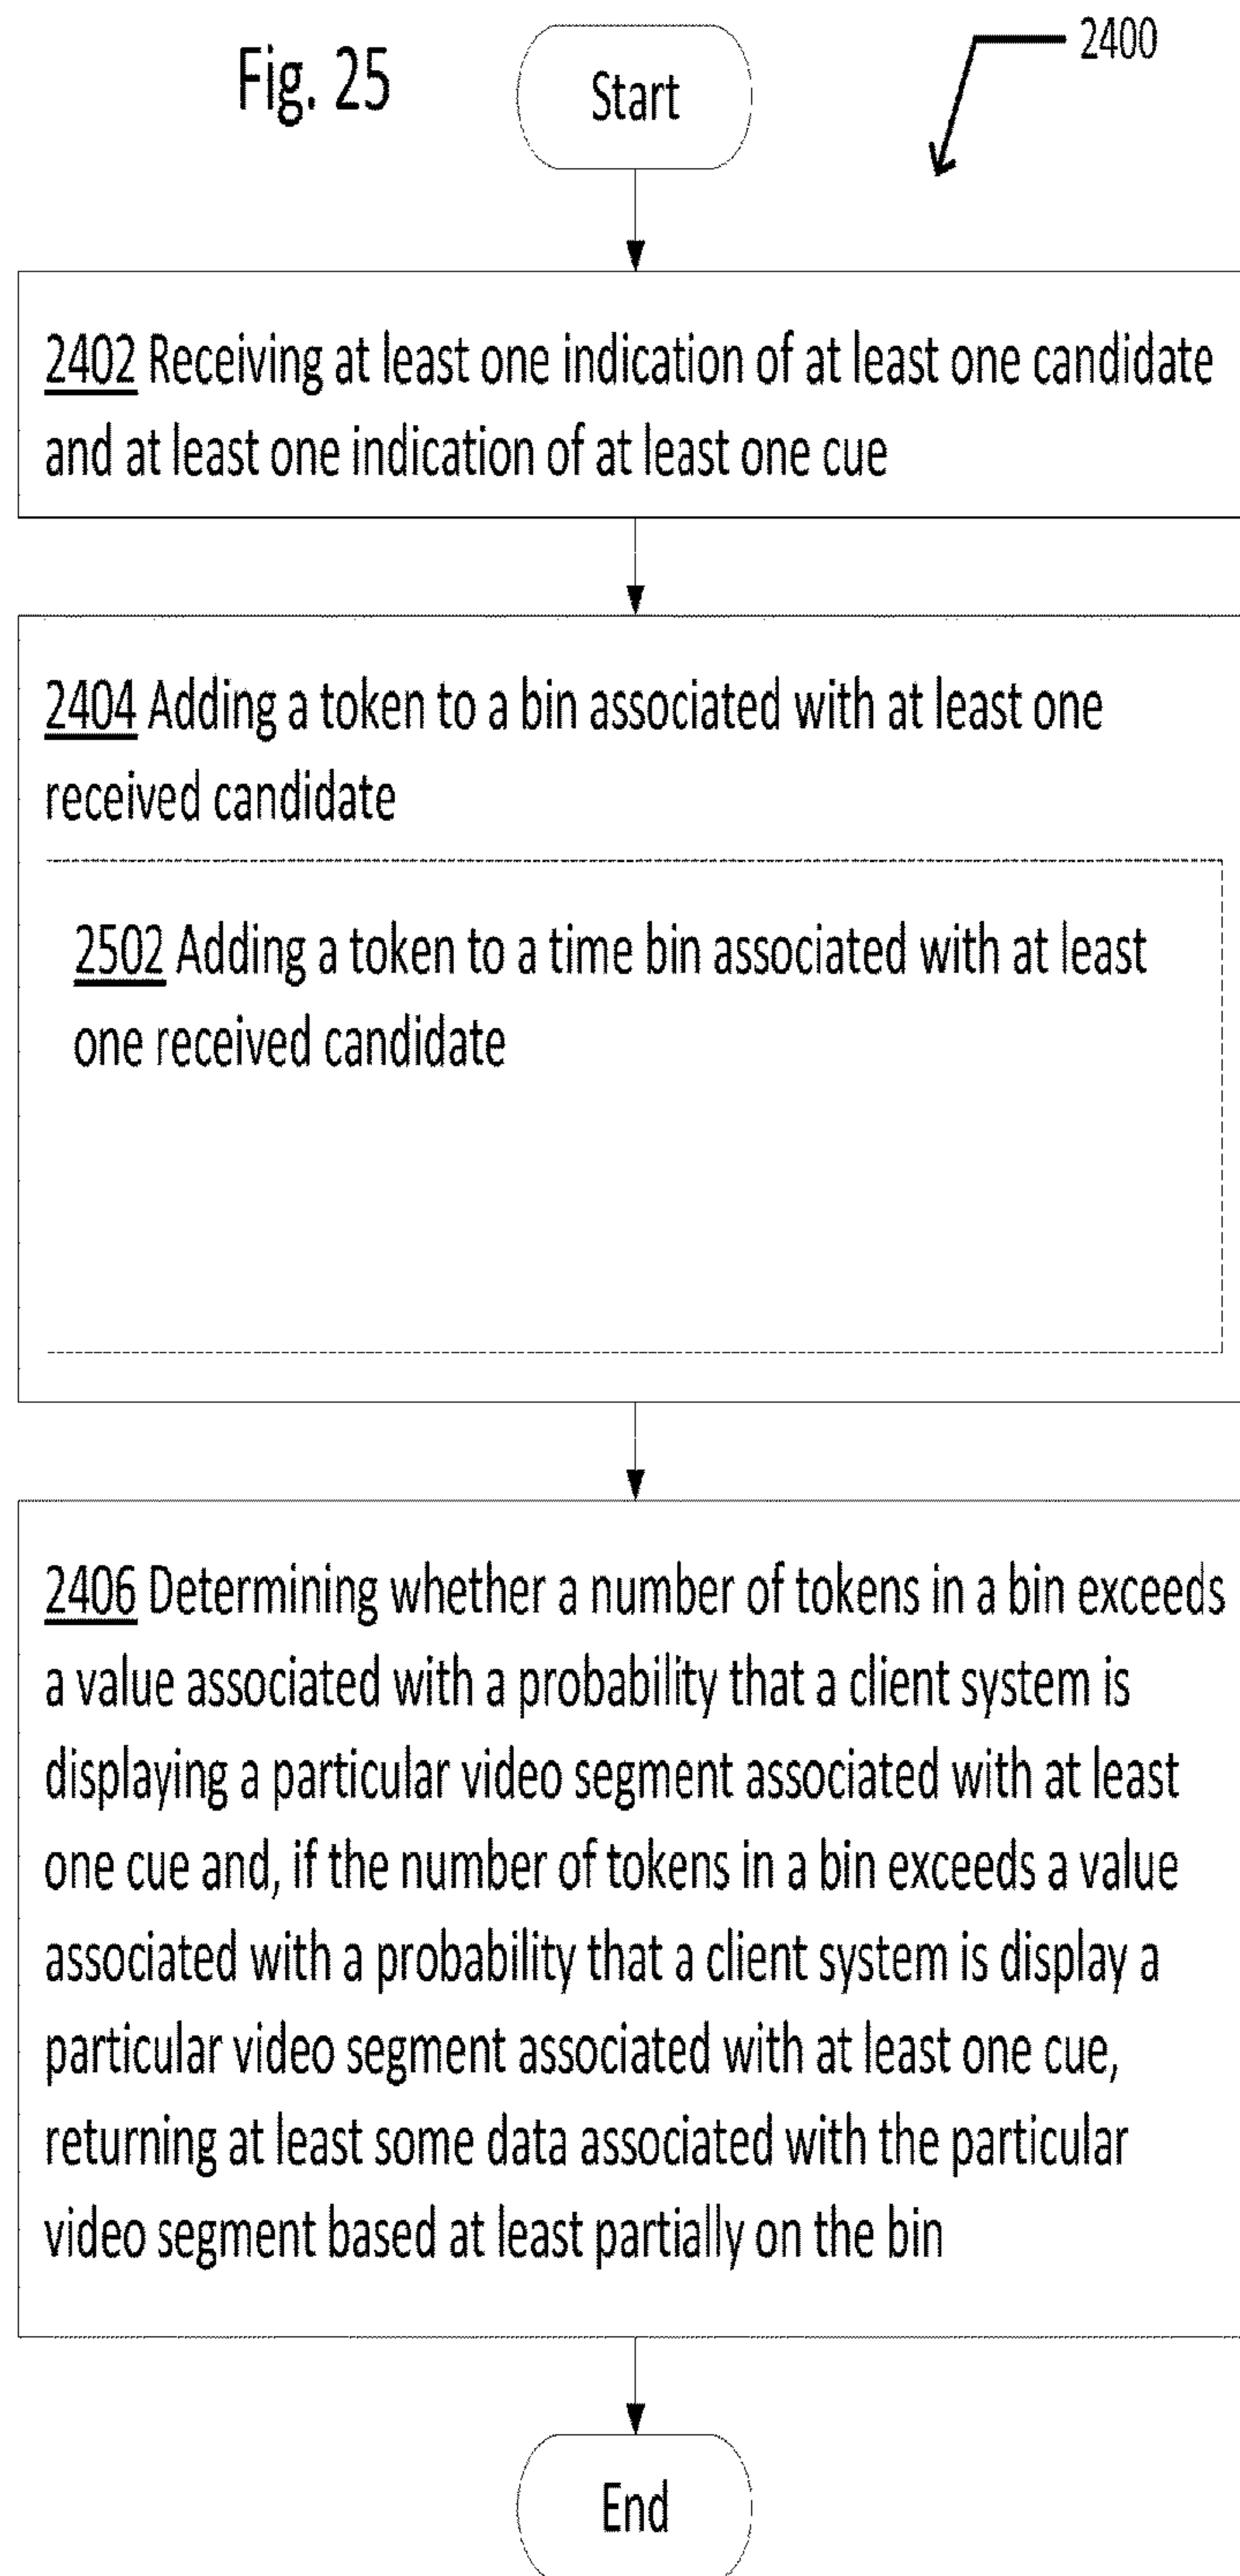 Fig. 25
Start
2400
2402 Receiving at least one indication of at least one candidate
and at least one indication of at least one cue
2404 Adding a token to a bin associated with at least one
received candidate
2502 Adding a token to a time bin associated with at least
one received candidate
2406 Determining whether a number of tokens in a bin exceeds
a value associated with a probability that a client system is
displaying a particular video segment associated with at least
one cue and, if the number of tokens in a bin exceeds a value
associated with a probability that a client system is display a
particular video segment associated with at least one cue,
returning at least some data associated with the particular
video segment based at least partially on the bin
End